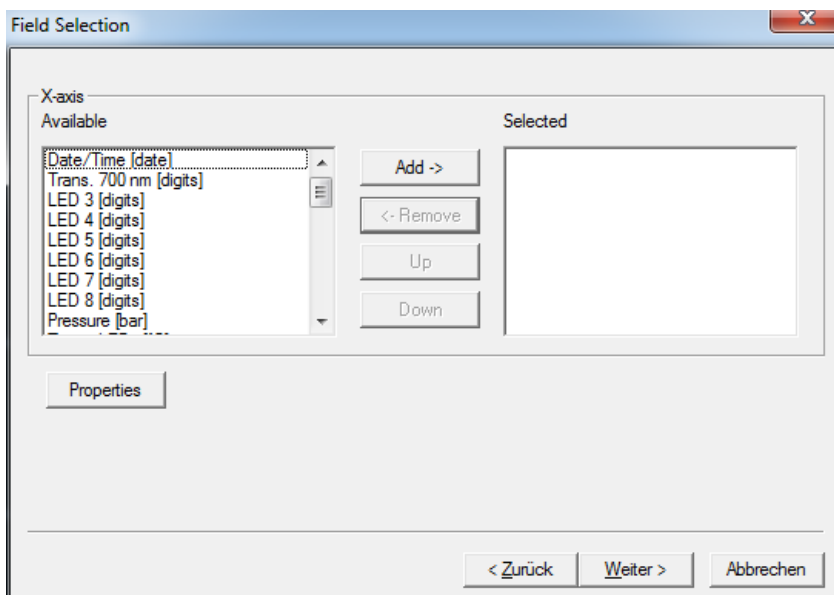 Field Selection
X-axis
Available
Selected
Date/Time [date]
Trans. 700 nm [digits]
LED 3 [digits]
LED 4 [digits]
LED 5 [digits]
LED 6 [digits]
LED 7 [digits]
LED 8 [digits]
Pressure [bar]
Add ->
<- Remove
Up
Down
Properties
< Zurück
Weiter >
Abbrechen